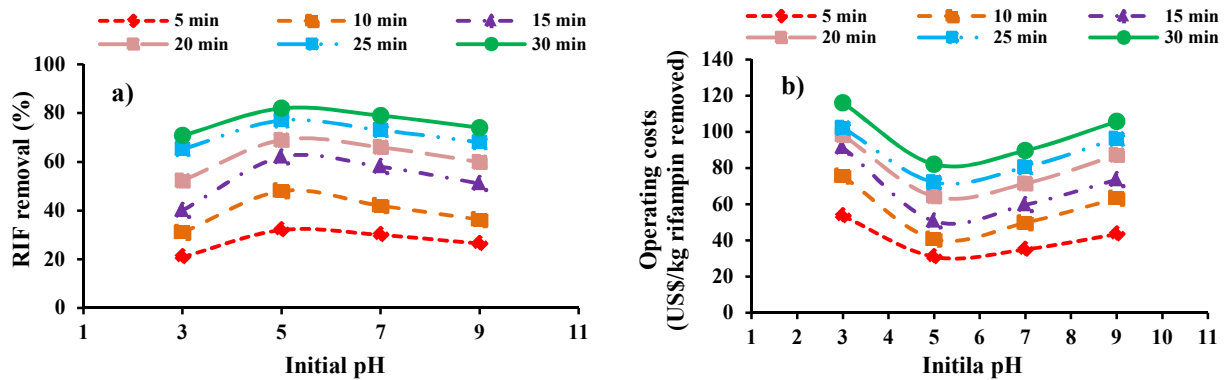 5 min 10 min 15 min
20 min 25 min 30 min
a)
RIF removal (%)
100
80
60
40
20
0
1 3 5 7 9 11
Initial pH
5 min 10 min 15 min
20 min 25 min 30 min
b)
Operating costs
(US$/kg rifampin removed)
140
120
100
80
60
40
20
0
1 2 3 4 5 6 7 8 9 10 11
Initila pH